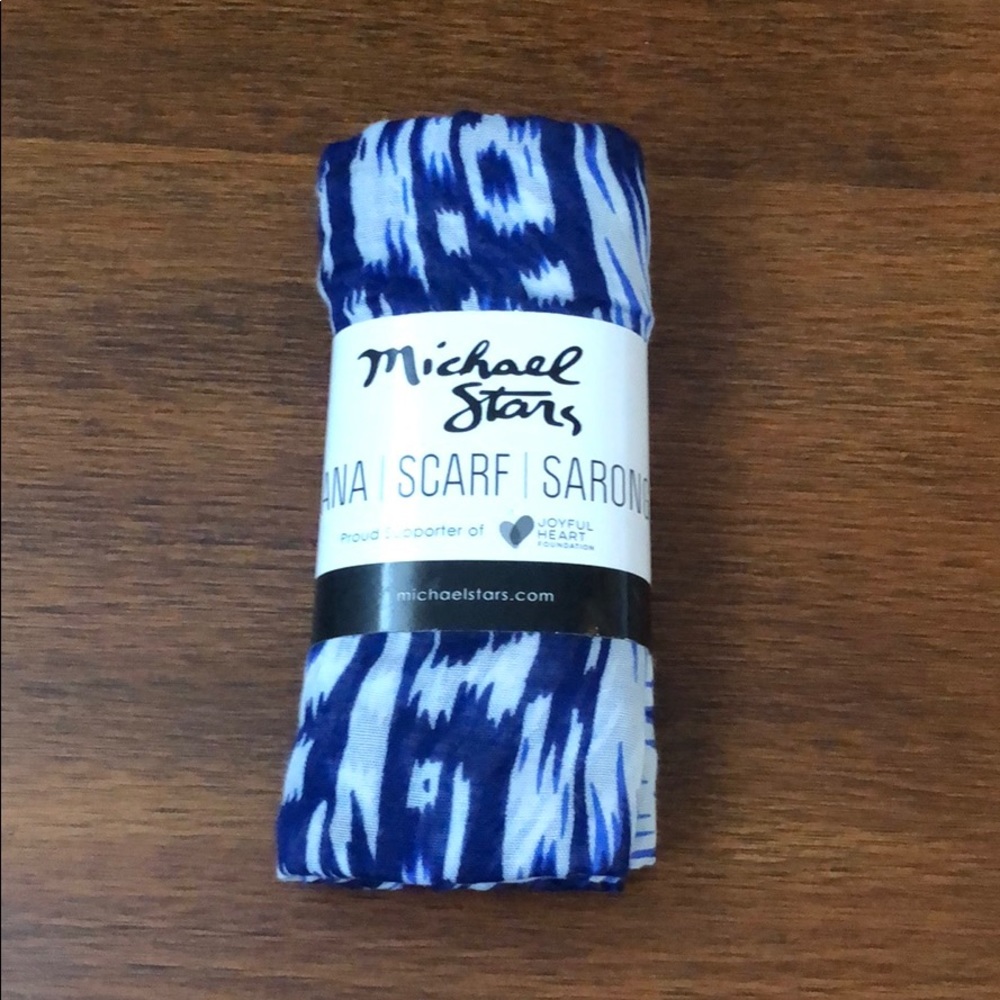 Michael
Stars
ANA | SCARF | SARONG
Proud Supporter of
JOYFUL
HEART
FOUNDATION
michaelstars.com